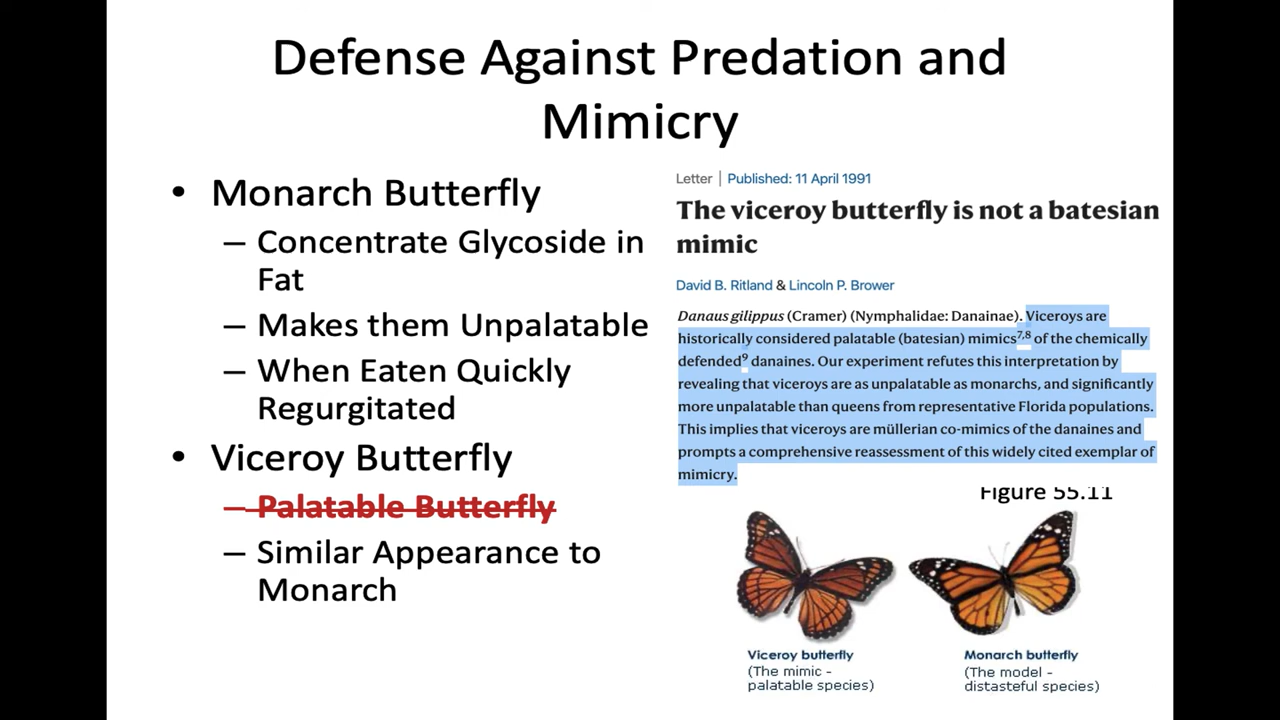 Defense Against Predation and
Mimicry
• Monarch Butterfly
– Concentrate Glycoside in
Fat
– Makes them Unpalatable
– When Eaten Quickly
Regurgitated
• Viceroy Butterfly
– Palatable Butterfly
– Similar Appearance to
Monarch
Letter | Published: 11 April 1991
The viceroy butterfly is not a batesian
mimic
David B. Ritland & Lincoln P. Brower
Danaus gilippus (Cramer) (Nymphalidae: Danainae). Viceroys are
historically considered palatable (batesian) mimics7,8 of the chemically
defended9 danaines. Our experiment refutes this interpretation by
revealing that viceroys are as unpalatable as monarchs, and significantly
more unpalatable than queens from representative Florida populations.
This implies that viceroys are müllerian co-mimics of the danaines and
prompts a comprehensive reassessment of this widely cited exemplar of
mimicry.
Figure 55.11
Viceroy butterfly
(The mimic -
palatable species)
Monarch butterfly
(The model -
distasteful species)